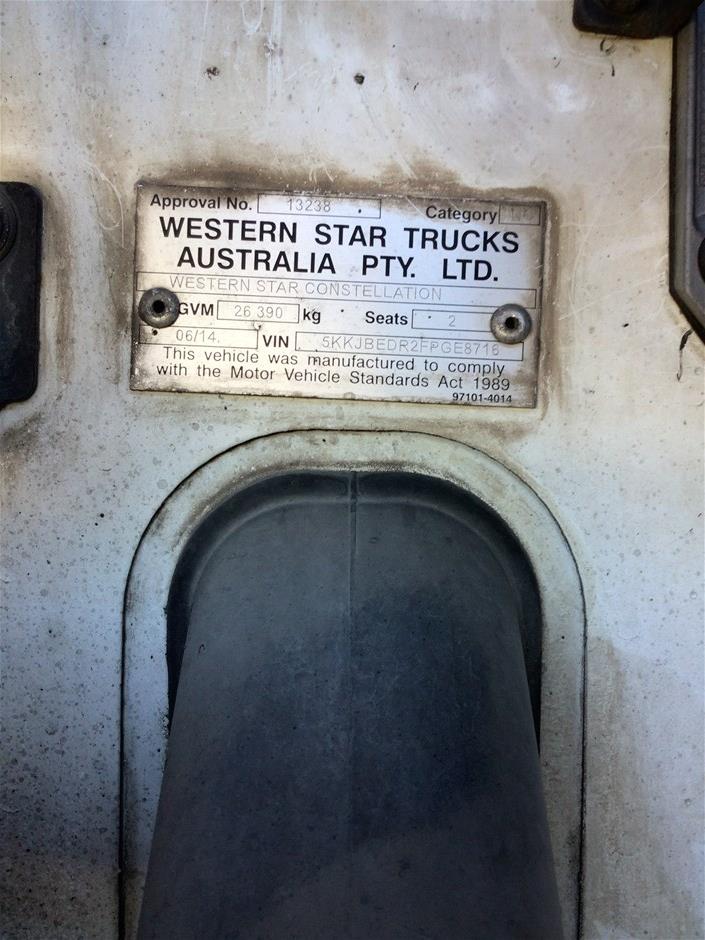 Approval No. 13238 Category
WESTERN STAR TRUCKS
AUSTRALIA PTY. LTD.
WESTERN STAR CONSTELLATION
GVM 26 390 kg Seats 2
06/14. VIN 5KKJBEDR2FPGE8716
This vehicle was manufactured to comply
with the Motor Vehicle Standards Act 1989
97101-4014